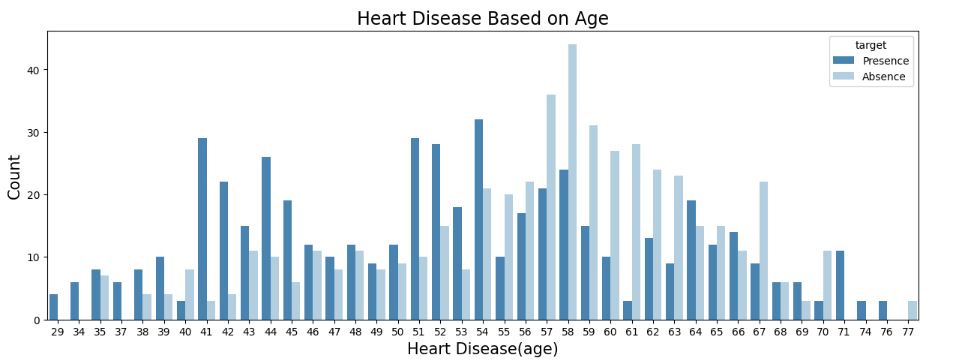 Heart Disease Based on Age
target
Presence
Absence
Count
40
30
20
10
0
29 34 35 37 38 39 40 41 42 43 44 45 46 47 48 49 50 51 52 53 54 55 56 57 58 59 60 61 62 63 64 65 66 67 68 69 70 71 74 76 77
Heart Disease(age)